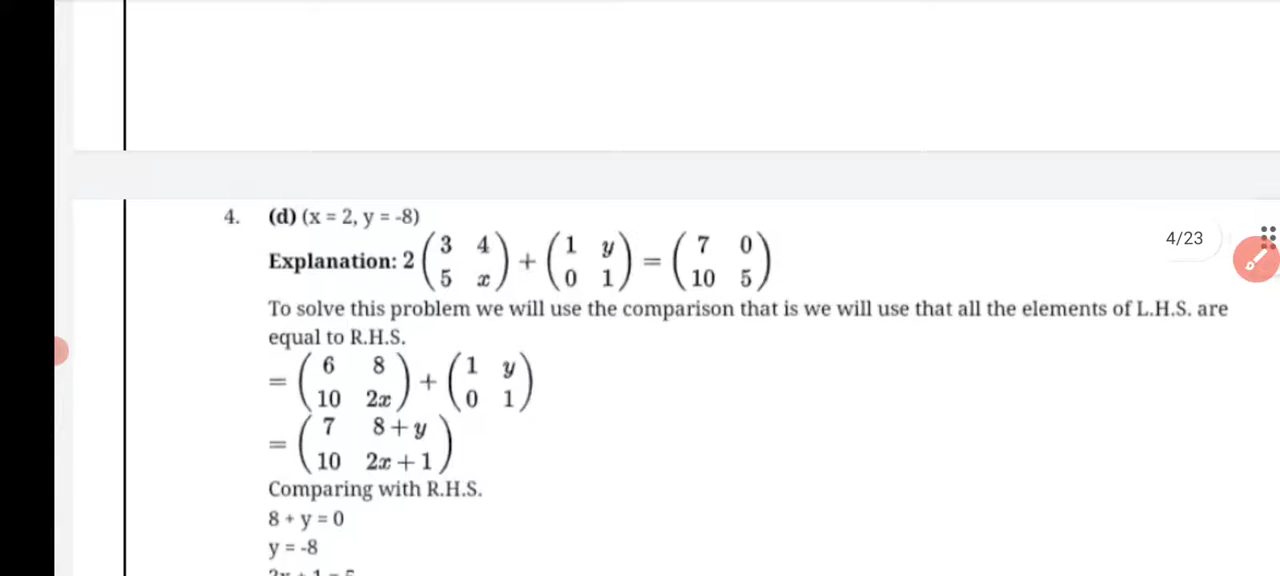 4. (d) (x = 2, y = -8)
Explanation: 2 ( 3 4 ; 5 x ) + ( 1 y ; 0 1 ) = ( 7 0 ; 10 5 )
4/23
To solve this problem we will use the comparison that is we will use that all the elements of L.H.S. are
equal to R.H.S.
= ( 6 8 ; 10 2x ) + ( 1 y ; 0 1 )
= ( 7 8+y ; 10 2x+1 )
Comparing with R.H.S.
8 + y = 0
y = -8